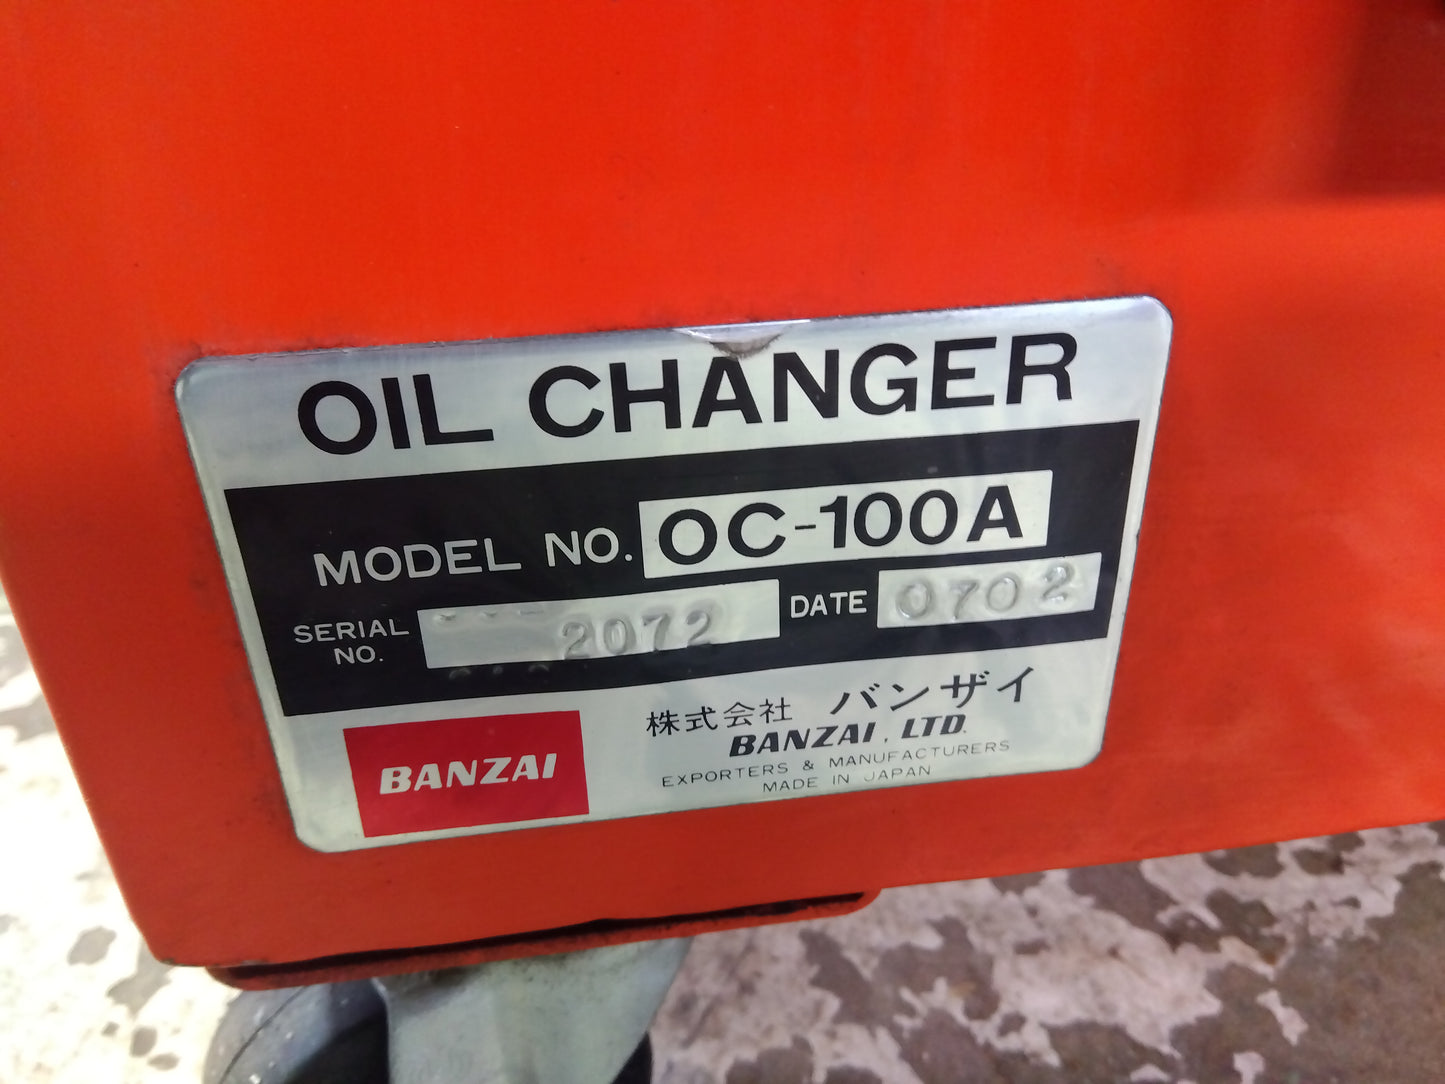 OIL CHANGER
MODEL NO. OC-100A
SERIAL NO. 2072
DATE 0702
BANZAI
株式会社 バンザイ
BANZAI, LTD.
EXPORTERS & MANUFACTURERS
MADE IN JAPAN